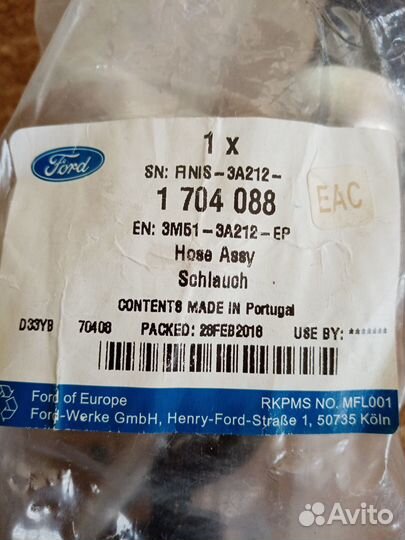 1 x
Ford
SN: FINIS-3A212-
1 704 088
EAC
EN: 3M51-3A212-EP
Hose Assy
Schlauch
CONTENTS MADE IN Portugal
D33YB 70408 PACKED: 26FEB2016 USE BY: *******
Ford of Europe RKPMS NO. MFL001
Ford-Werke GmbH, Henry-Ford-Straße 1, 50735 Köln
Avito